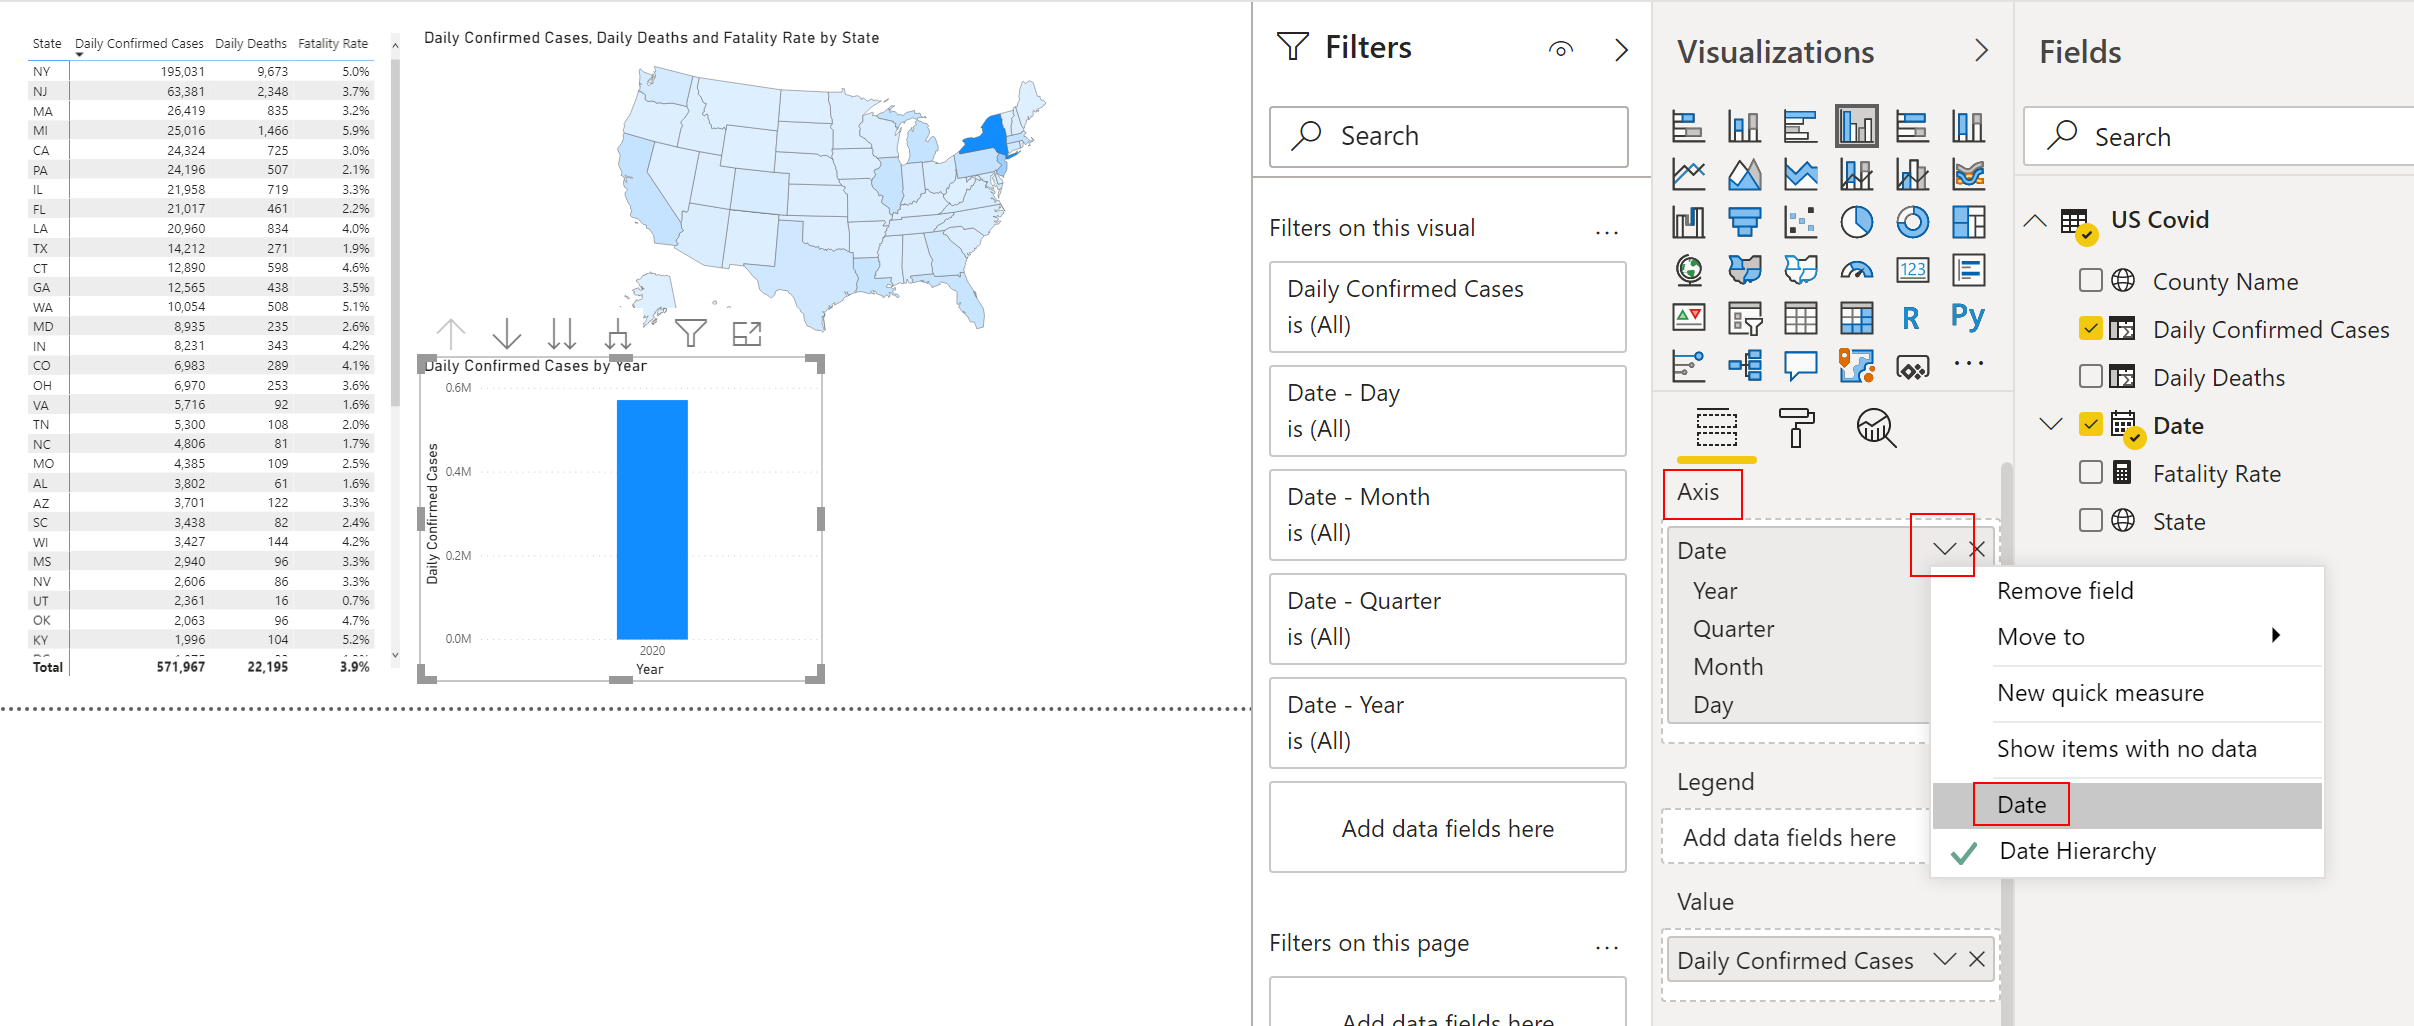 State Daily Confirmed Cases Daily Deaths Fatality Rate
NY 195,031 9,673 5.0%
NJ 63,381 2,348 3.7%
MA 26,419 835 3.2%
MI 25,016 1,466 5.9%
CA 24,324 725 3.0%
PA 24,196 507 2.1%
IL 21,958 719 3.3%
FL 21,017 461 2.2%
LA 20,960 834 4.0%
TX 14,212 271 1.9%
CT 12,890 598 4.6%
GA 12,565 438 3.5%
WA 10,054 508 5.1%
MD 8,935 235 2.6%
IN 8,231 343 4.2%
CO 6,983 289 4.1%
OH 6,970 253 3.6%
VA 5,716 92 1.6%
TN 5,300 108 2.0%
NC 4,806 81 1.7%
MO 4,385 109 2.5%
AL 3,802 61 1.6%
AZ 3,701 122 3.3%
SC 3,438 82 2.4%
WI 3,427 144 4.2%
MS 2,940 96 3.3%
NV 2,606 86 3.3%
UT 2,361 16 0.7%
OK 2,063 96 4.7%
KY 1,996 104 5.2%
Total 571,967 22,195 3.9%
Daily Confirmed Cases, Daily Deaths and Fatality Rate by State
Daily Confirmed Cases by Year
0.6M
0.4M
0.2M
0.0M
Daily Confirmed Cases
2020
Year
Filters
Search
Filters on this visual ...
Daily Confirmed Cases
is (All)
Date - Day
is (All)
Date - Month
is (All)
Date - Quarter
is (All)
Date - Year
is (All)
Add data fields here
Filters on this page ...
Add data fields here
Visualizations
123
R
Py
...
Axis
Date
Year
Quarter
Month
Day
Legend
Add data fields here
Value
Daily Confirmed Cases
Remove field
Move to
New quick measure
Show items with no data
Date
Date Hierarchy
Fields
Search
US Covid
County Name
Daily Confirmed Cases
Daily Deaths
Date
Fatality Rate
State